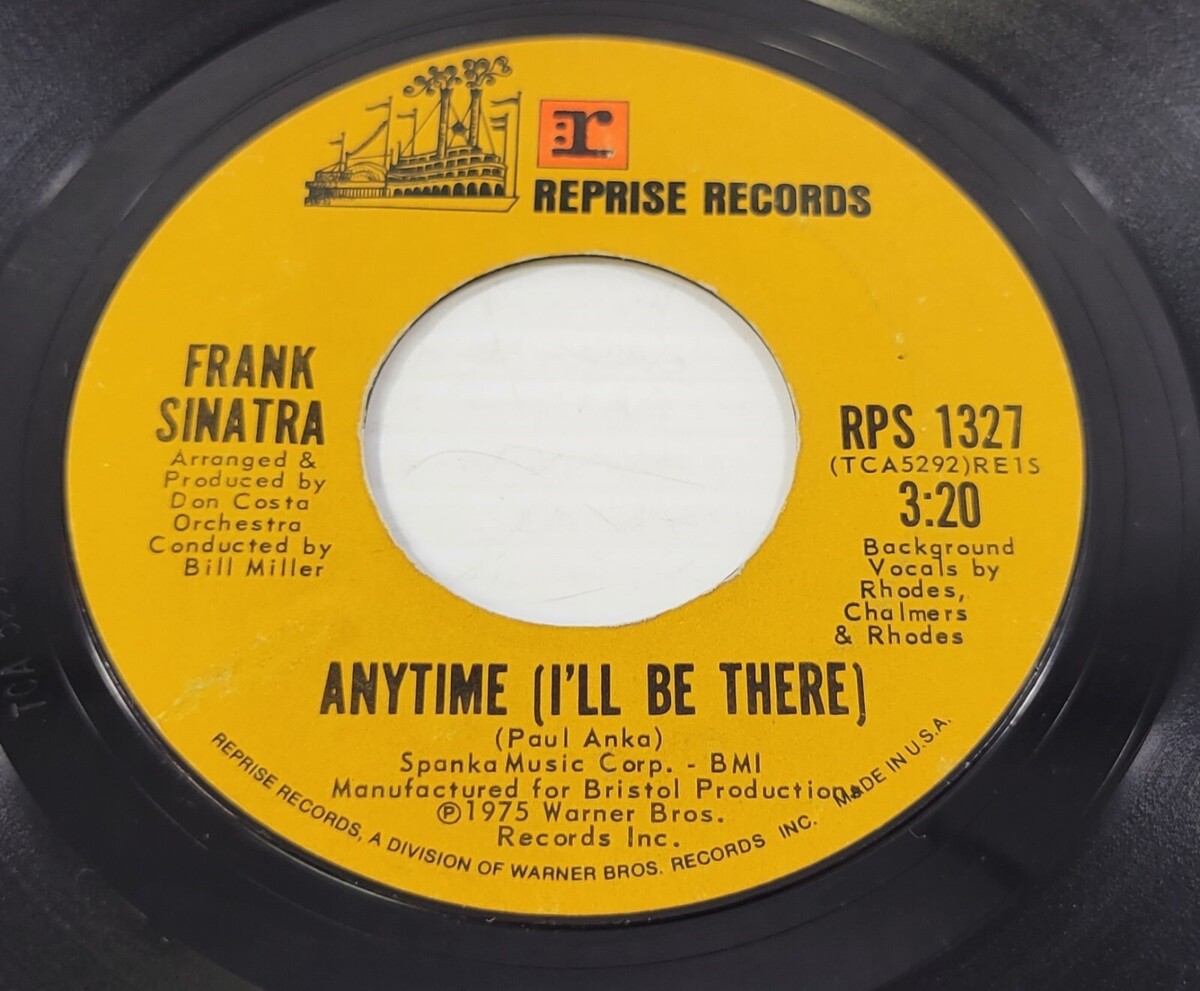 r
REPRISE RECORDS
FRANK
SINATRA
Arranged &
Produced by
Don Costa
Orchestra
Conducted by
Bill Miller
RPS 1327
(TCA5292)RE1S
3:20
Background
Vocals by
Rhodes,
Chalmers
& Rhodes
ANYTIME (I'LL BE THERE)
(Paul Anka)
Spanka Music Corp. - BMI
Manufactured for Bristol Productions
℗1975 Warner Bros.
Records Inc.
REPRISE RECORDS, A DIVISION OF WARNER BROS. RECORDS INC. MADE IN U.S.A.